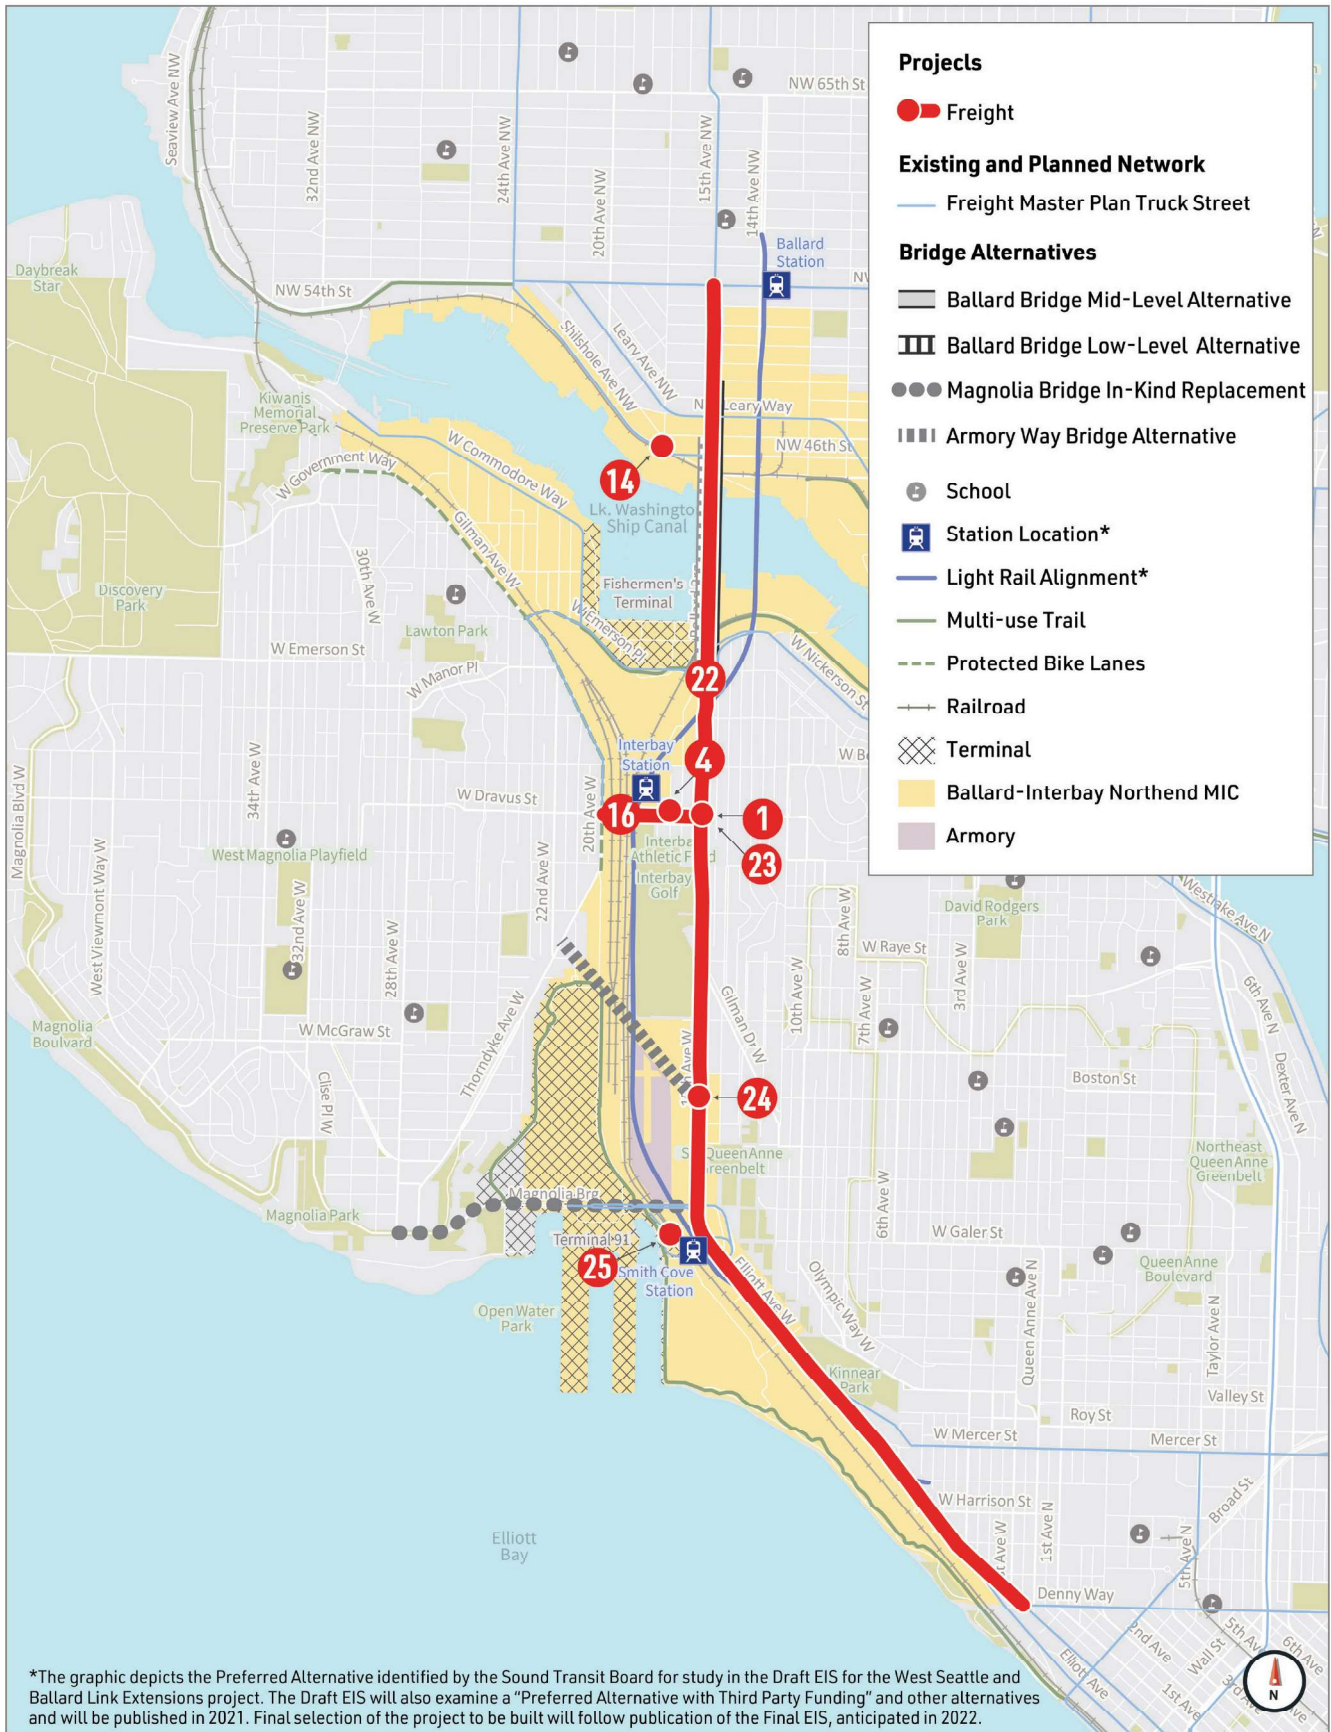 Projects
Freight
Existing and Planned Network
Freight Master Plan Truck Street
Bridge Alternatives
Ballard Bridge Mid-Level Alternative
Ballard Bridge Low-Level Alternative
Magnolia Bridge In-Kind Replacement
Armory Way Bridge Alternative
School
Station Location*
Light Rail Alignment*
Multi-use Trail
Protected Bike Lanes
Railroad
Terminal
Ballard-Interbay Northend MIC
Armory
Seaview Ave NW
32nd Ave NW
24th Ave NW
20th Ave NW
15th Ave NW
14th Ave NW
NW 65th St
Ballard
Station
Daybreak
Star
NW 54th St
Shilshole Ave NW
Leary Ave NW
Leary Way
NW 46th St
Kiwanis
Memorial
Preserve Park
W Government Way
W Commodore Way
Gilman Ave W
14
Lk. Washingto
Ship Canal
Fishermen's
Terminal
W Emerson Pl
Discovery
Park
30th Ave W
Lawton Park
W Emerson St
W Manor Pl
W Nickerson St
22
Interbay
Station
4
16
1
23
Magnolia Blvd W
34th Ave W
W Dravus St
20th Ave W
West Magnolia Playfield
Interba
Athletic F d
Interbay
Golf
West Viewmont Way W
32nd Ave W
28th Ave W
22nd Ave W
David Rodgers
Park
Westlake Ave N
8th Ave W
W Raye St
3rd Ave W
10th Ave W
7th Ave W
Gilman Dr W
6th Ave N
Dexter Ave N
Magnolia
Boulvard
W McGraw St
Clise Pl W
Thorndyke Ave W
Ave W
24
Boston St
Queen Anne
reenbelt
Northeast
Queen Anne
Greenbelt
6th Ave W
Magnolia Brg
Magnolia Park
Terminal 91
25
Smith Cove
Station
Elliott Ave W
Olympic Way W
W Galer St
Queen Anne Ave N
Queen Anne
Boulevard
Taylor Ave N
Open Water
Park
Kinnear
Park
Valley St
Roy St
W Mercer St
Mercer St
W Harrison St
Broad St
1st Ave N
5th Ave N
Elliott
Bay
Denny Way
2nd Ave
Wall St
5th Av
6th Ave
Elliot Ave
1st Ave
N
*The graphic depicts the Preferred Alternative identified by the Sound Transit Board for study in the Draft EIS for the West Seattle and
Ballard Link Extensions project. The Draft EIS will also examine a “Preferred Alternative with Third Party Funding” and other alternatives
and will be published in 2021. Final selection of the project to be built will follow publication of the Final EIS, anticipated in 2022.